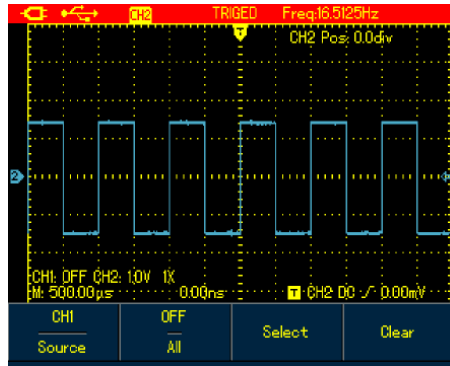 CH2 TRIGED Freq:16.5125Hz
T
CH2 Pos: 0.0div
2
CH1: OFF CH2: 1.0V 1X
M: 500.00μs 0.00ns T :CH2 DC 0.00mV
CH1 OFF Select Clear
Source All